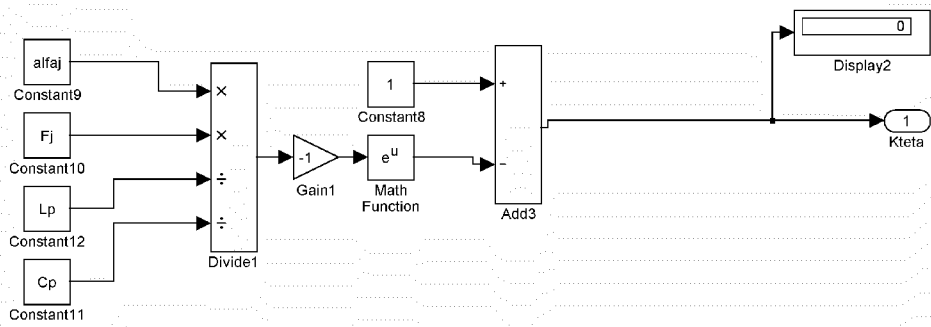 alfaj
Constant9
Fj
Constant10
Lp
Constant12
Cp
Constant11
×
×
÷
÷
Divide1
-1
Gain1
1
Constant8
e^u
Math
Function
+
−
Add3
0
Display2
1
Kteta